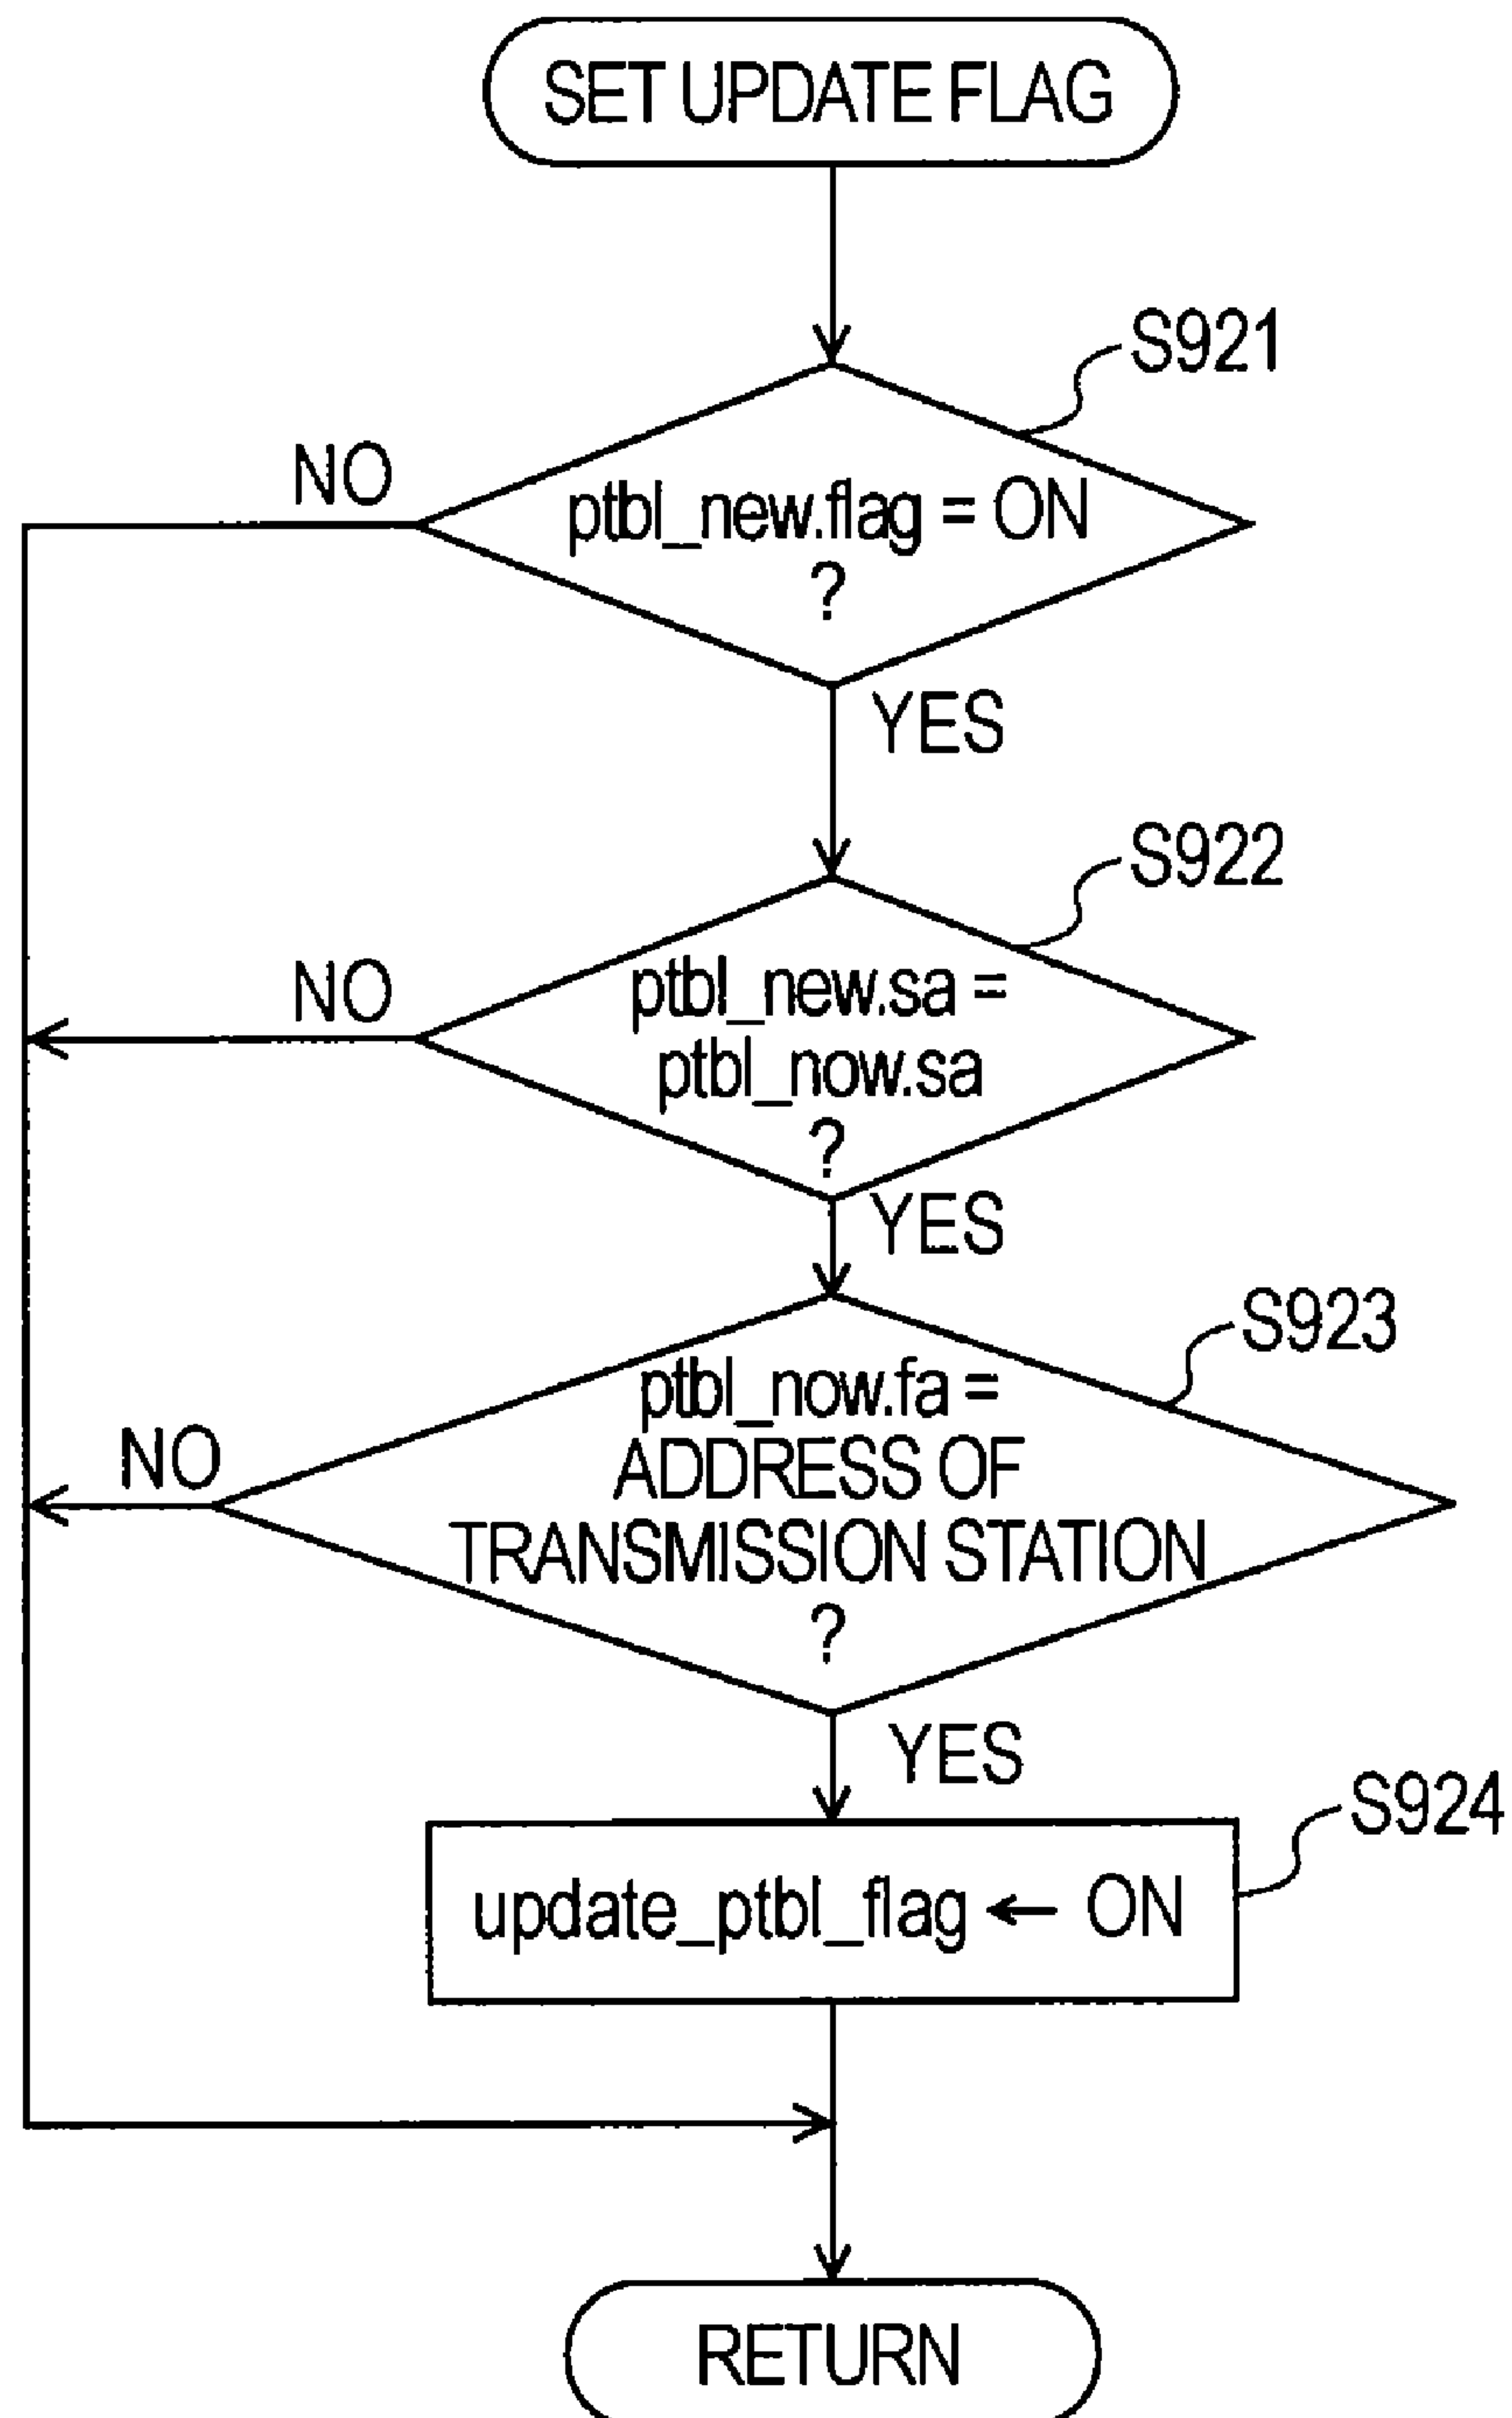 SET UPDATE FLAG
S921
NO
ptbl_new.flag = ON
?
YES
S922
NO
ptbl_new.sa =
ptbl_now.sa
?
YES
S923
NO
ptbl_now.fa =
ADDRESS OF
TRANSMISSION STATION
?
YES
S924
update_ptbl_flag ← ON
RETURN